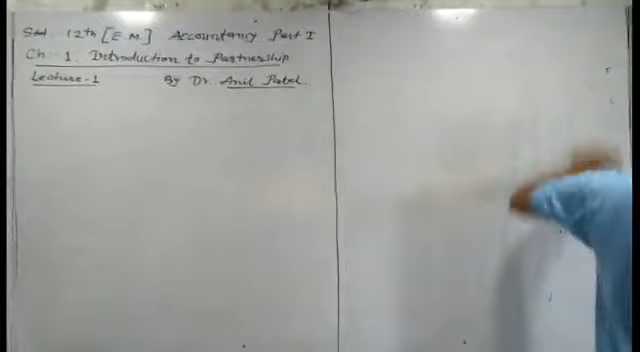 Std 12th [E.M.] Accountancy Part I
Ch. 1. Introduction to Partnership
Lecture-1 By Dr. Anil Patel.